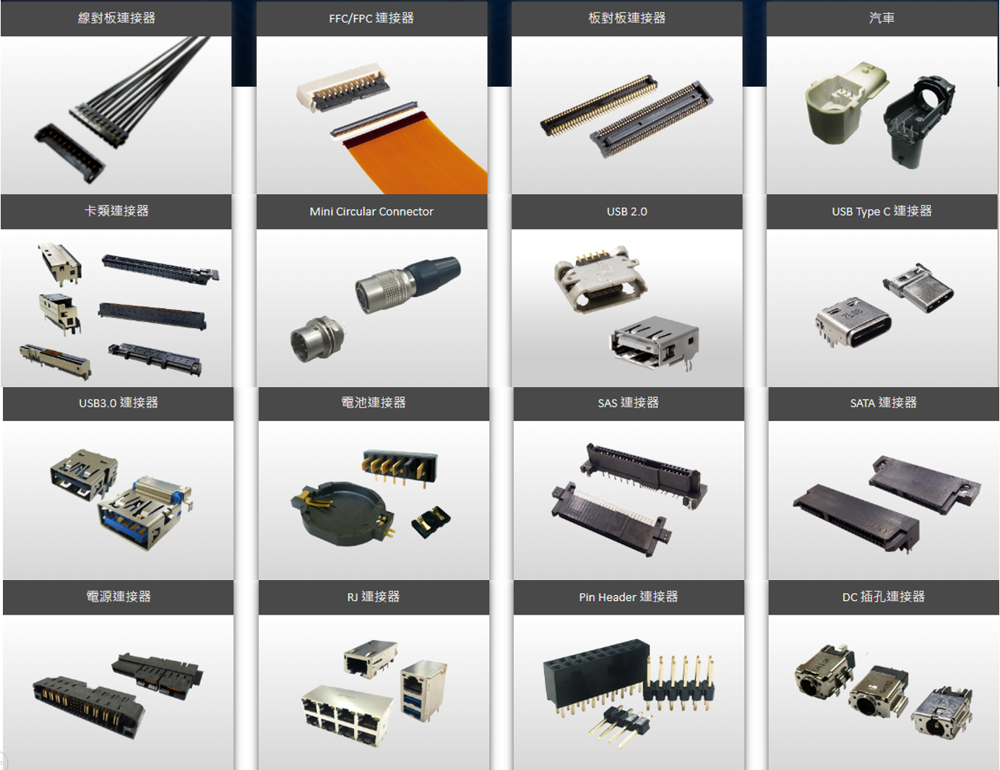 線對板連接器
FFC/FPC 連接器
板對板連接器
汽車
卡類連接器
Mini Circular Connector
USB 2.0
USB Type C 連接器
USB3.0 連接器
電池連接器
SAS 連接器
SATA 連接器
電源連接器
RJ 連接器
Pin Header 連接器
DC 插孔連接器